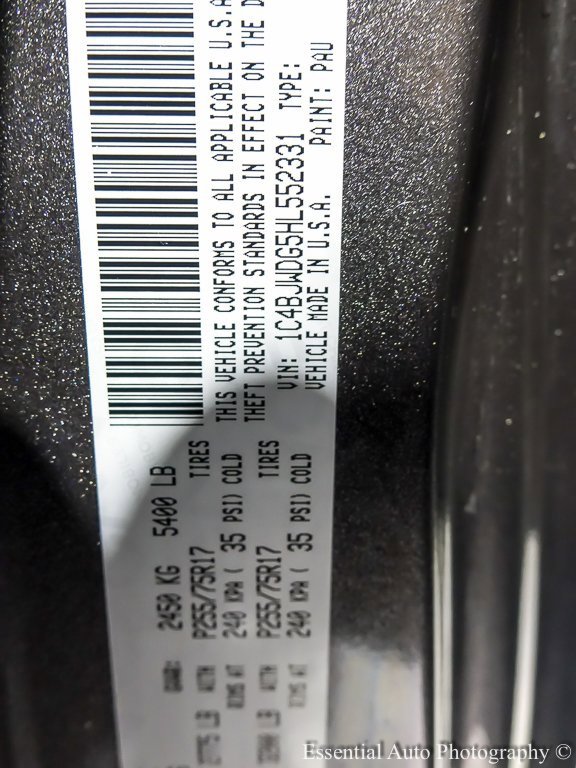 2450 KG 5400 LB
P255/75R17 TIRES
240 KPA ( 35 PSI) COLD
P255/75R17 TIRES
240 KPA ( 35 PSI) COLD
THIS VEHICLE CONFORMS TO ALL APPLICABLE U.S.A
THEFT PREVENTION STANDARDS IN EFFECT ON THE D
VIN: 1C4BJWDG5HL552331 TYPE:
VEHICLE MADE IN U.S.A. PAINT: PAU
Essential Auto Photography ©